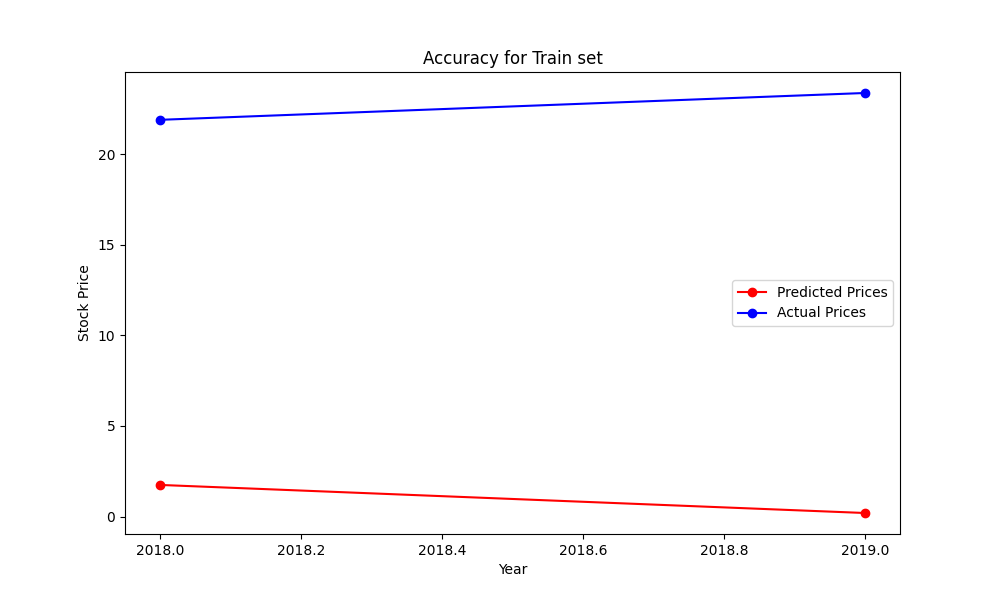 Accuracy for Train set
Stock Price
20
15
10
5
0
Predicted Prices
Actual Prices
2018.0 2018.2 2018.4 2018.6 2018.8 2019.0
Year